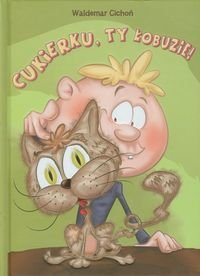 Waldemar Cichoń
CUKIERKU, TY ŁOBUZIE!